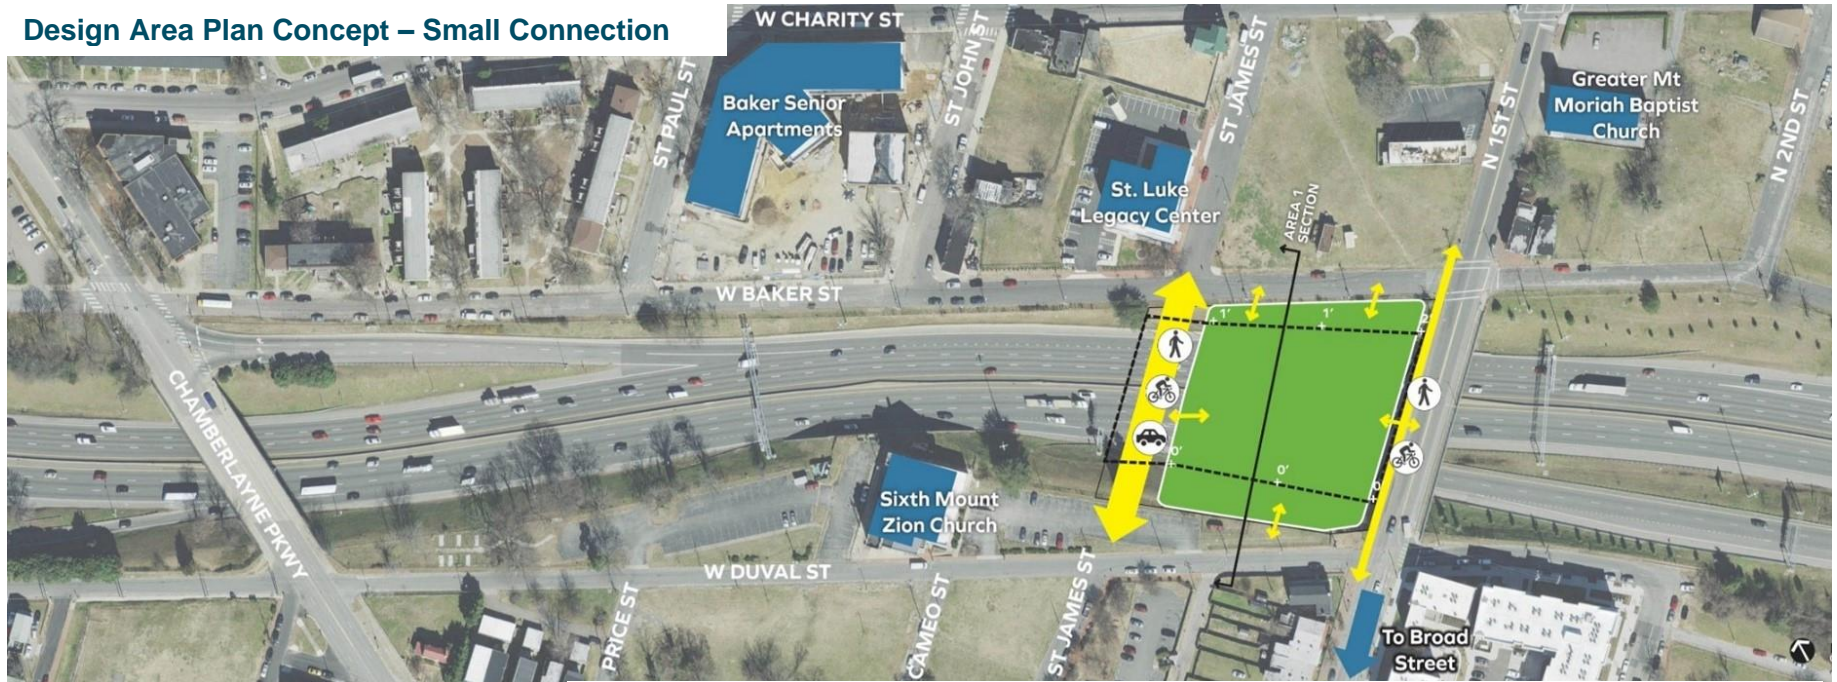 Design Area Plan Concept – Small Connection
W CHARITY ST
ST PAUL ST
ST JOHN ST
ST JAMES ST
N 1ST ST
N 2ND ST
Baker Senior
Apartments
St. Luke
Legacy Center
Greater Mt
Moriah Baptist
Church
AREA 1
SECTION
W BAKER ST
1'
1'
CHAMBERLAYNE PKWY
0'
0'
0
Sixth Mount
Zion Church
W DUVAL ST
PRICE ST
CAMEO ST
ST JAMES ST
To Broad
Street